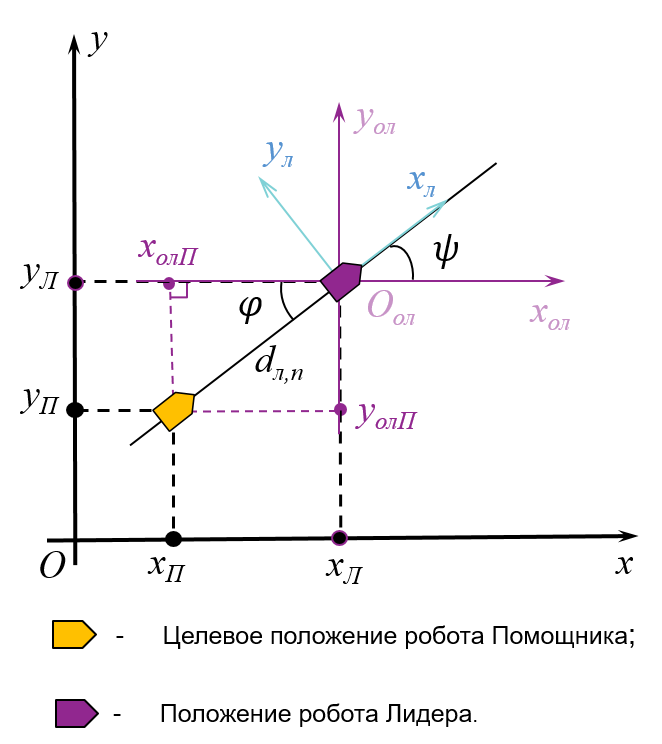 y
y_ол
y_л
x_л
x_олП
ψ
y_Л
φ
O_ол
x_ол
d_л,п
y_П
y_олП
O
x_П
x_Л
x
- Целевое положение робота Помощника;
- Положение робота Лидера.